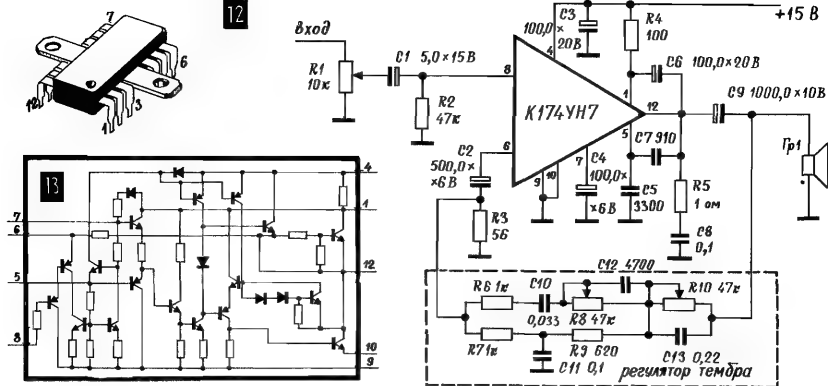 12
7
6
12
1
3
вход
R1
10к
C1 5,0×15В
R2
47к
8
C2
500,0×
×6В
6
R3
56
К174УН7
C3
100,0×
20В
4
R4
100
+15 В
C6 100,0×20В
1
12
5
C9 1000,0×10В
C7 910
7
C4
100,0×
×6В
9
10
C5
3300
R5
1 ом
C8
0,1
Гр1
13
4
7
1
6
5
12
8
10
9
C12 4700
R6 1к
C10
0,033
R8 47к
R10 47к
R7 1к
C11 0,1
R9 620
C13 0,22
регулятор тембра